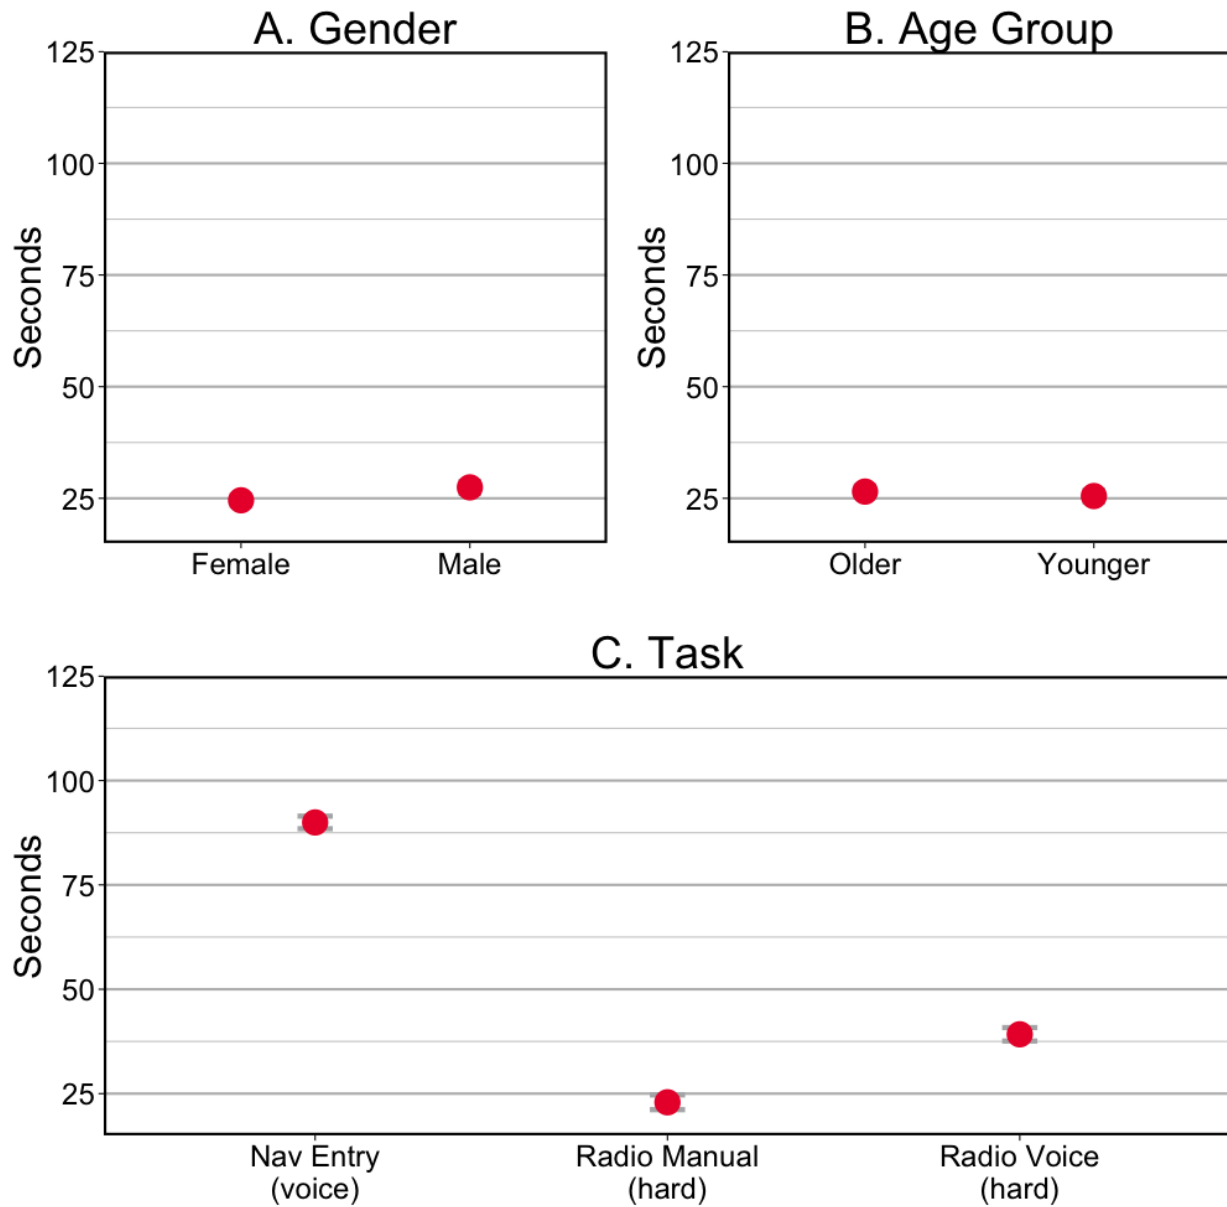 A. Gender
125
100
75
50
25
Seconds
Female Male
B. Age Group
125
100
75
50
25
Seconds
Older Younger
C. Task
125
100
75
50
25
Seconds
Nav Entry Radio Manual Radio Voice
(voice) (hard) (hard)